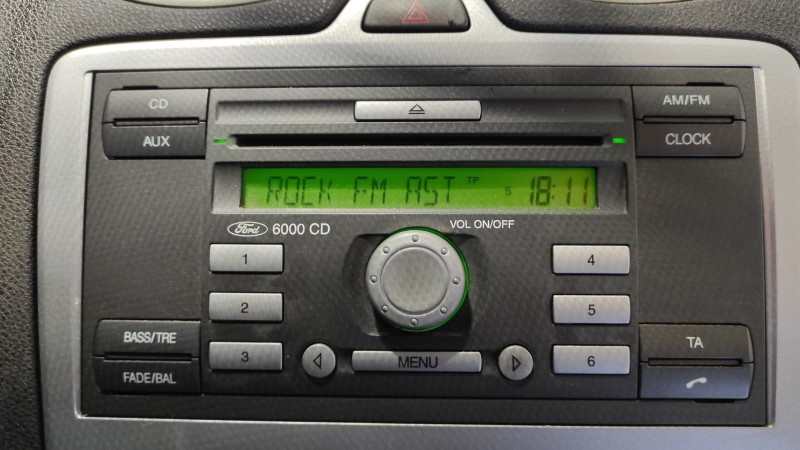 CD
AUX
AM/FM
CLOCK
ROCK FM AST TP 5 18:11
Ford 6000 CD
VOL ON/OFF
1
4
2
5
BASS/TRE
TA
3
MENU
6
FADE/BAL